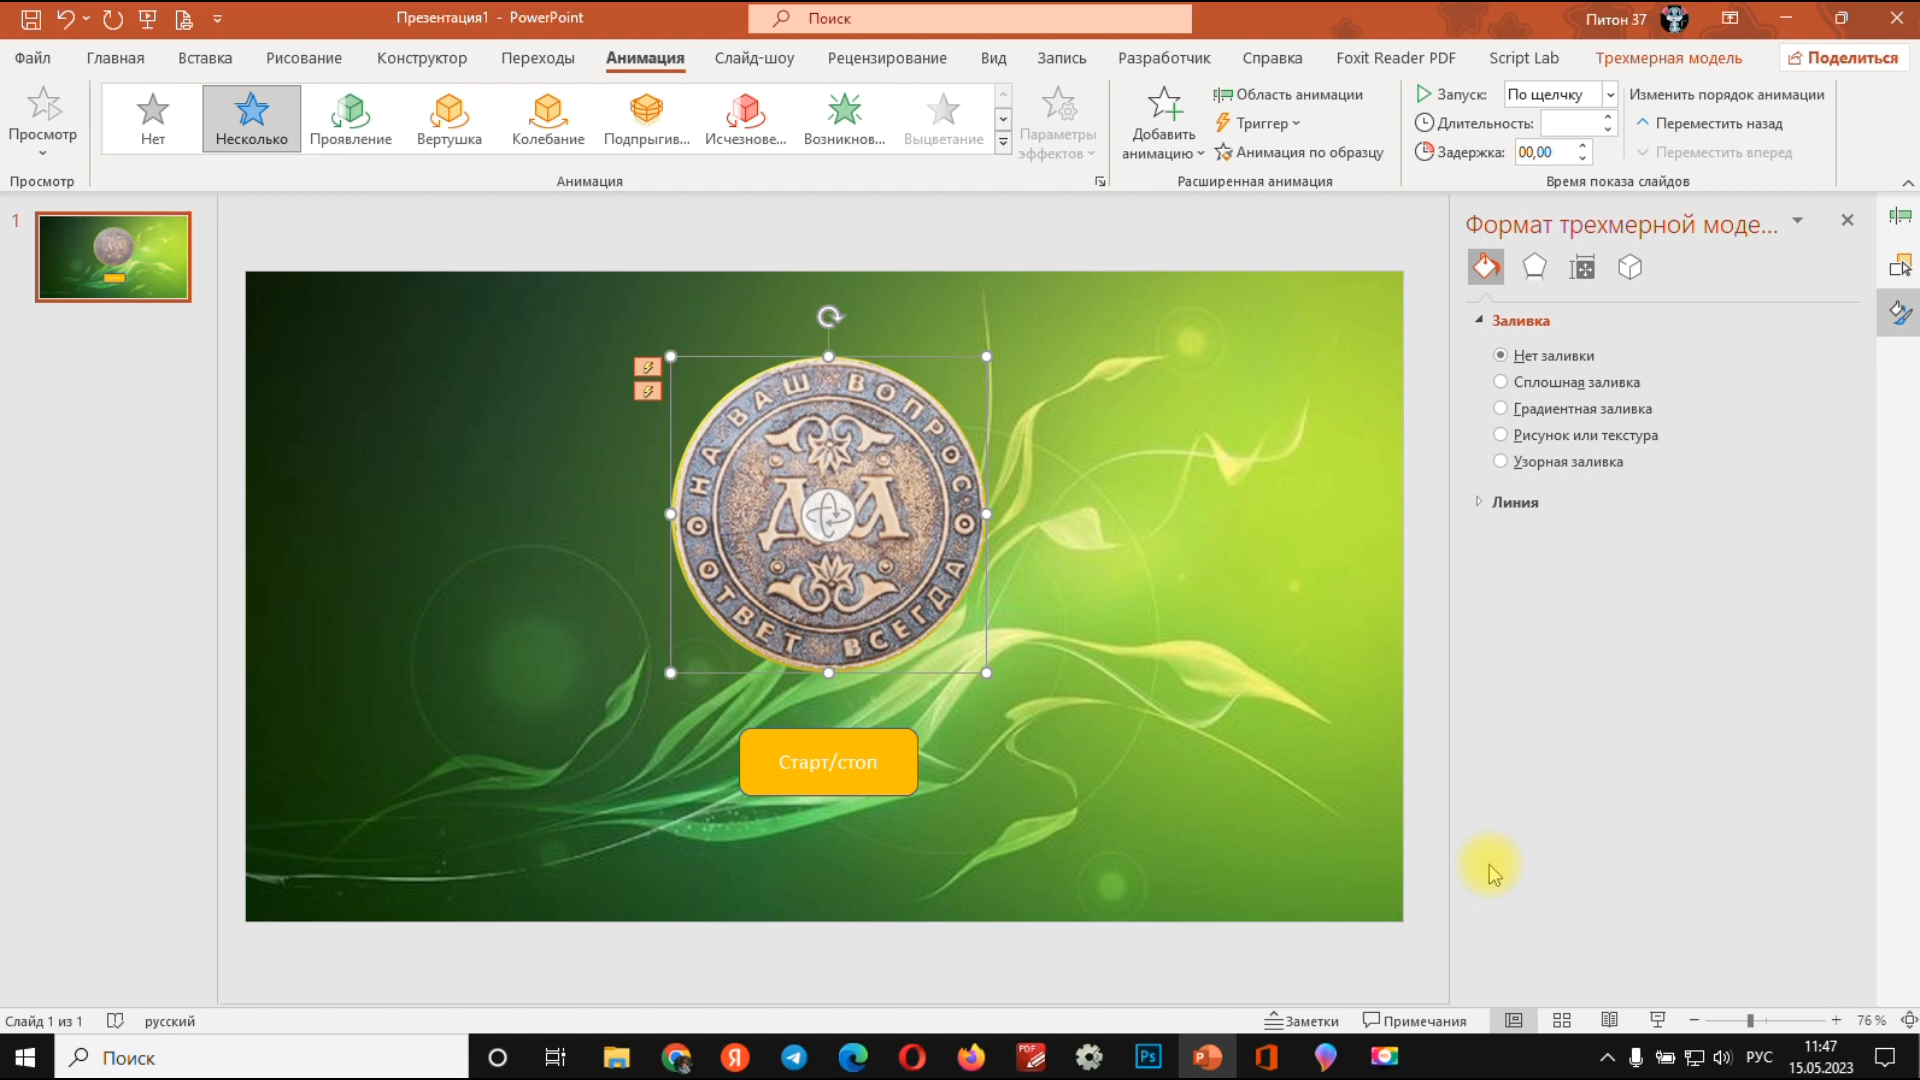 Презентация1 - PowerPoint
Поиск
Питон 37
Файл
Главная
Вставка
Рисование
Конструктор
Переходы
Анимация
Слайд-шоу
Рецензирование
Вид
Запись
Разработчик
Справка
Foxit Reader PDF
Script Lab
Трехмерная модель
Поделиться
Просмотр
Нет
Несколько
Проявление
Вертушка
Колебание
Подпрыгив...
Исчезнове...
Возникнов...
Выцветание
Параметры
эффектов
Добавить
анимацию
Область анимации
Триггер
Анимация по образцу
Запуск:
По щелчку
Длительность:
Задержка:
00,00
Изменить порядок анимации
Переместить назад
Переместить вперед
Просмотр
Анимация
Расширенная анимация
Время показа слайдов
1
НА ВАШ ВОПРОС
ДА
ОТВЕТ ВСЕГДА
Старт/стоп
Формат трехмерной моде...
Заливка
Нет заливки
Сплошная заливка
Градиентная заливка
Рисунок или текстура
Узорная заливка
Линия
Слайд 1 из 1
русский
Заметки
Примечания
76 %
Поиск
PDF
Ps
P
РУС
11:47
15.05.2023